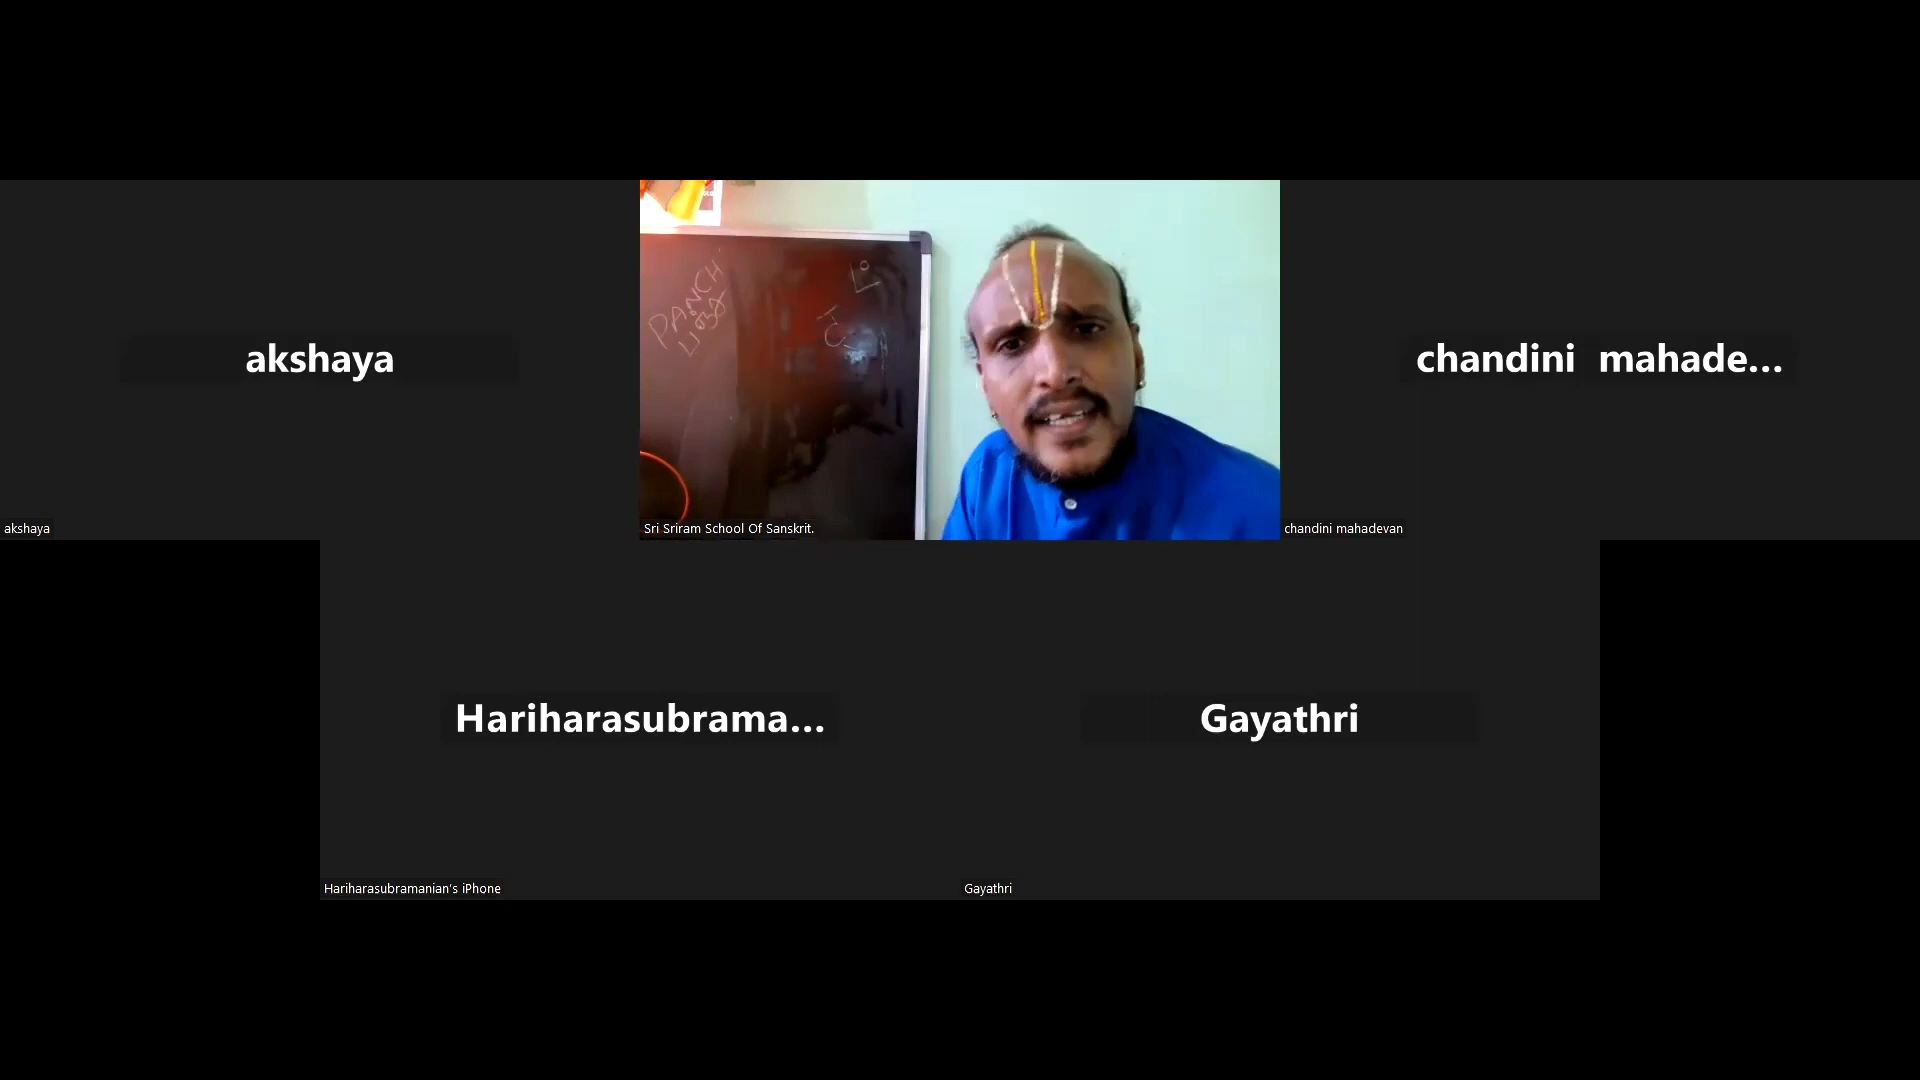 akshaya
chandini mahade...
akshaya
Sri Sriram School Of Sanskrit.
chandini mahadevan
PANCH
Hariharasubrama...
Gayathri
Hariharasubramanian's iPhone
Gayathri